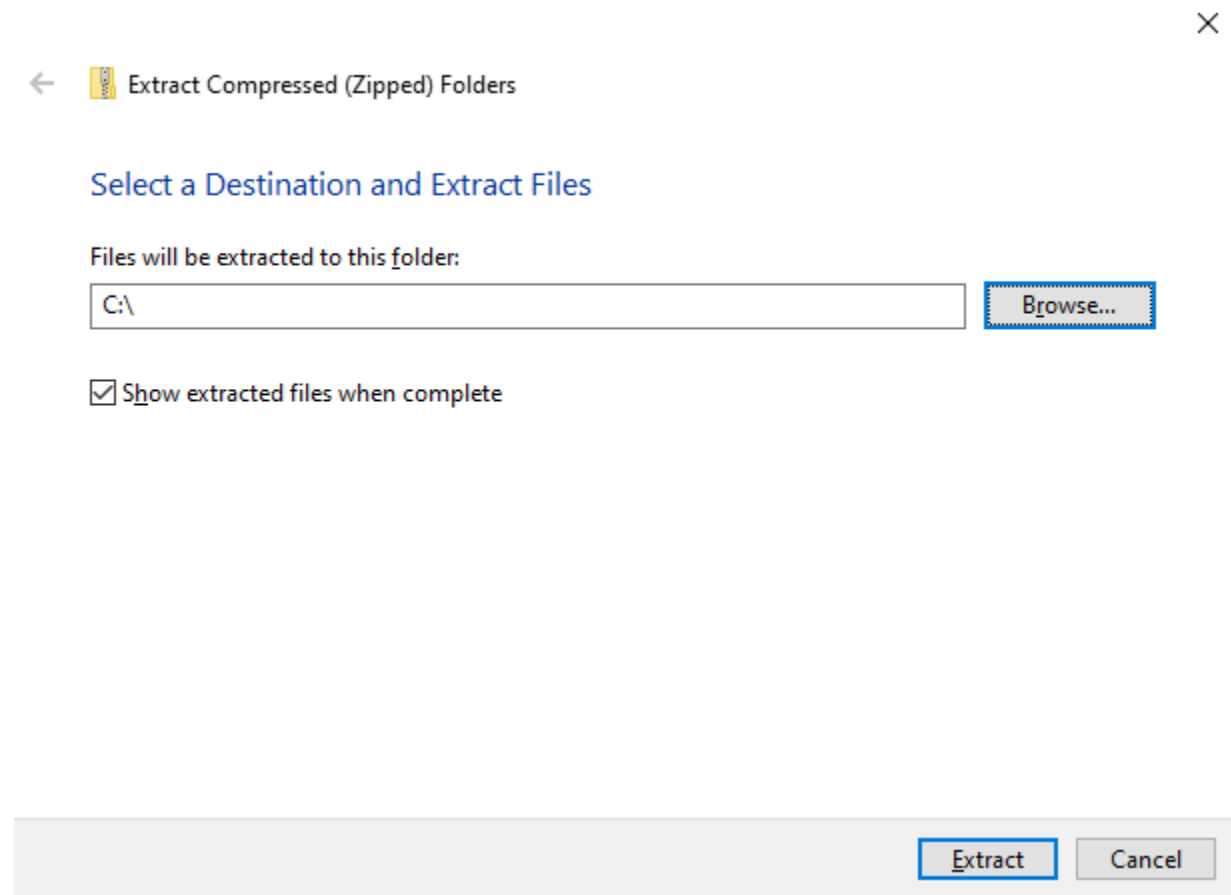 Extract Compressed (Zipped) Folders
Select a Destination and Extract Files
Files will be extracted to this folder:
C:\
Browse...
Show extracted files when complete
Extract
Cancel